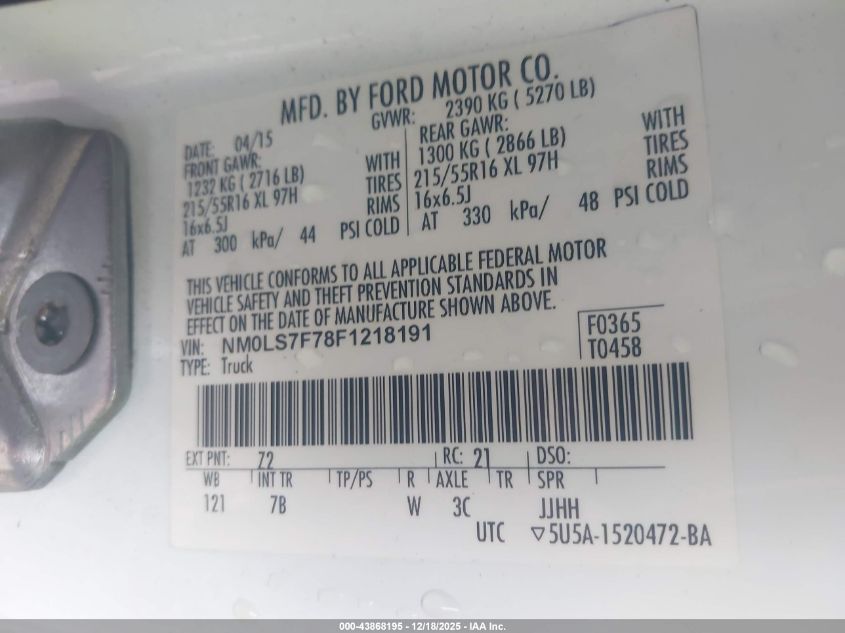 MFD. BY FORD MOTOR CO.
DATE: 04/15 GVWR: 2390 KG ( 5270 LB)
FRONT GAWR: REAR GAWR:
1232 KG ( 2716 LB) WITH 1300 KG ( 2866 LB) WITH
215/55R16 XL 97H TIRES 215/55R16 XL 97H TIRES
16x6.5J RIMS 16x6.5J RIMS
AT 300 kPa/ 44 PSI COLD AT 330 kPa/ 48 PSI COLD
THIS VEHICLE CONFORMS TO ALL APPLICABLE FEDERAL MOTOR
VEHICLE SAFETY AND THEFT PREVENTION STANDARDS IN
EFFECT ON THE DATE OF MANUFACTURE SHOWN ABOVE.
VIN: NM0LS7F78F1218191 F0365
TYPE: Truck T0458
EXT PNT: Z2 RC: 21 DSO:
WB INT TR TP/PS R AXLE TR SPR
121 7B W 3C JJHH
UTC ▽5U5A-1520472-BA
000-43868195 - 12/18/2025 - IAA Inc.